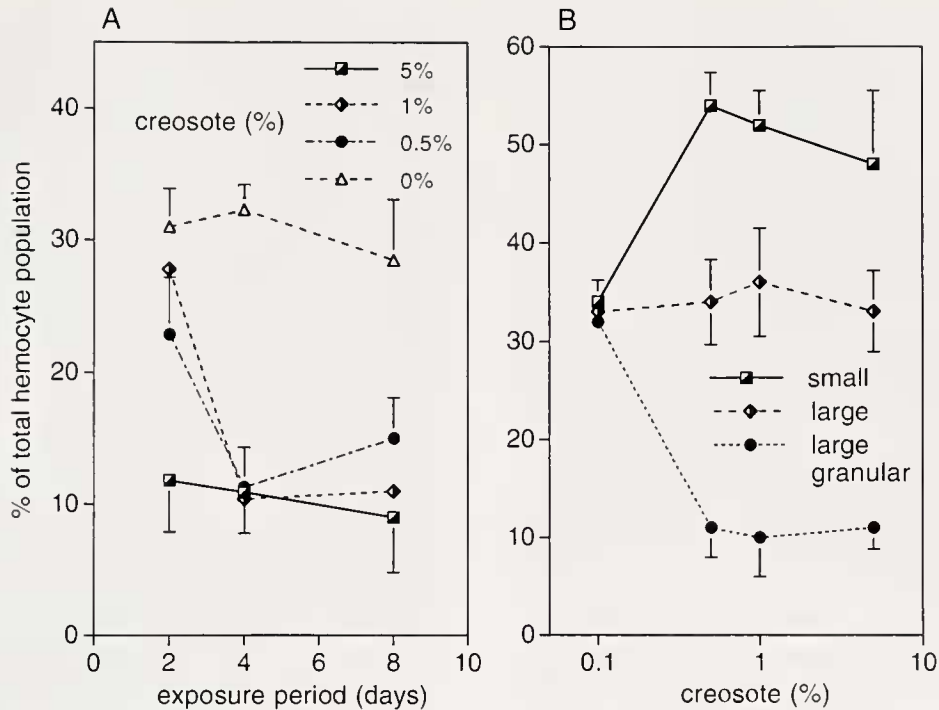 A
B
% of total hemocyte population
40
30
20
10
0
0 2 4 6 8 10
exposure period (days)
creosote (%)
5%
1%
0.5%
0%
60
50
40
30
20
10
0
0.1 1 10
creosote (%)
small
large
large
granular